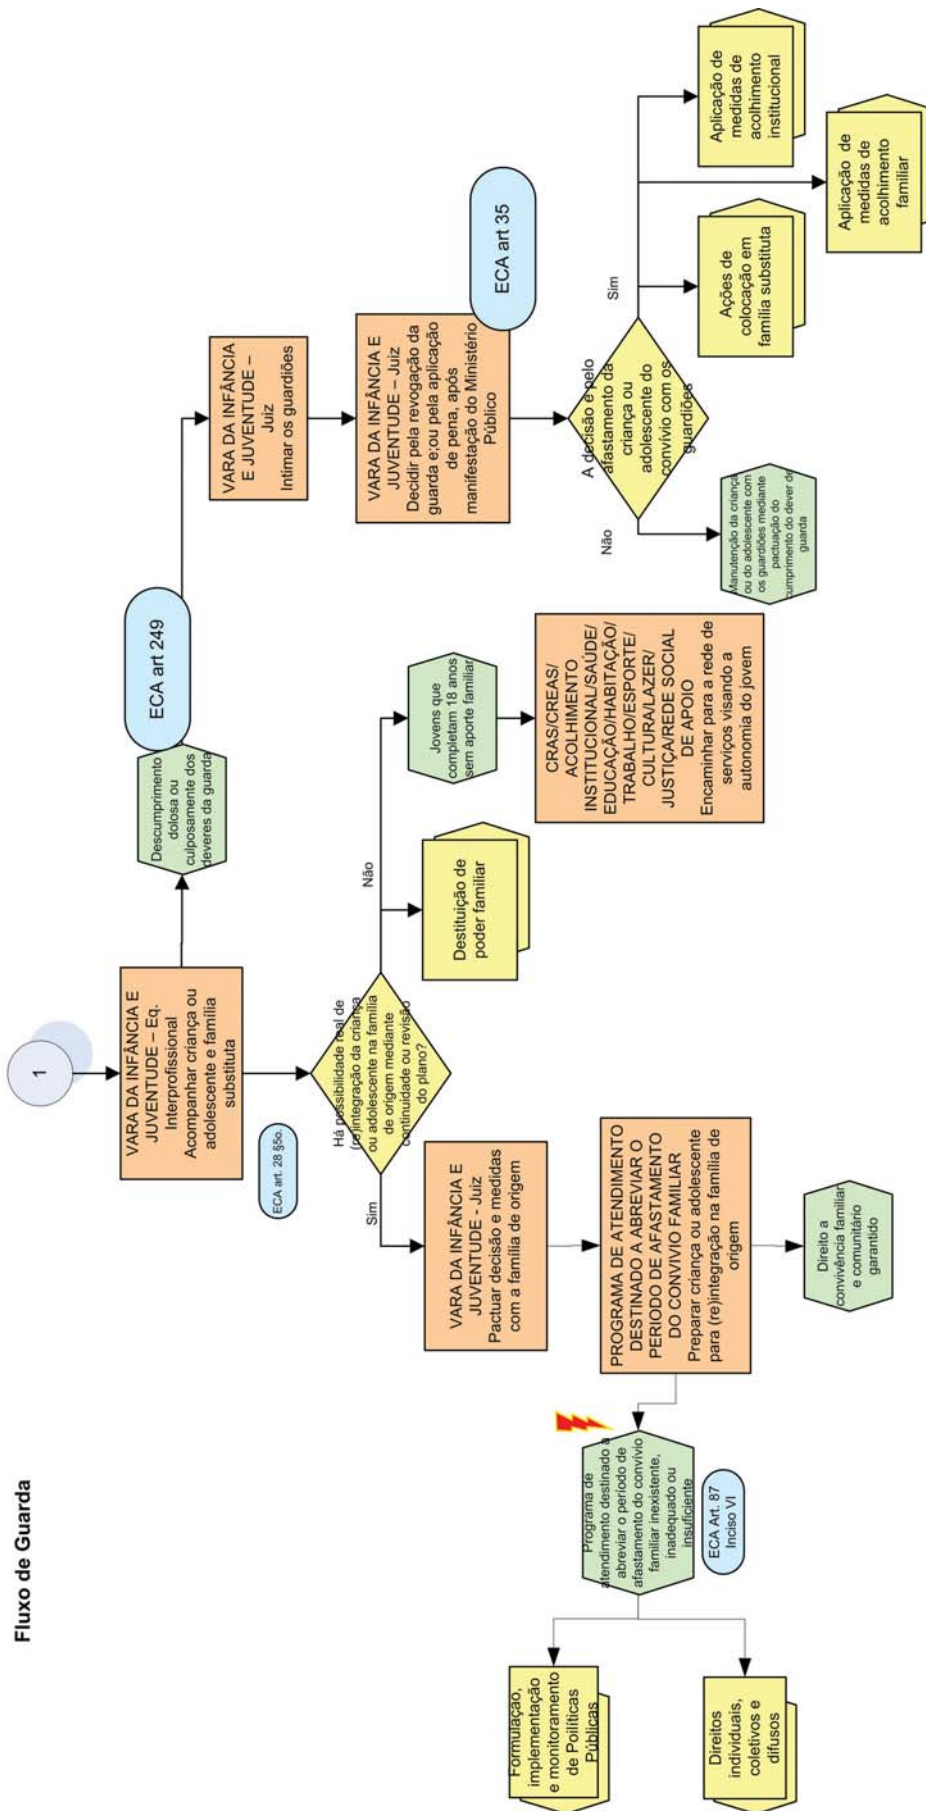 Fluxo de Guarda
1
VARA DA INFÂNCIA E
JUVENTUDE – Eq.
Interprofissional
Acompanhar criança ou
adolescente e família
substituta
ECA art. 28 §5o.
Descumprimento
dolosa ou
culposamente dos
deveres da guarda
ECA art 249
VARA DA INFÂNCIA
E JUVENTUDE –
Juiz
Intimar os guardiões
VARA DA INFÂNCIA E
JUVENTUDE – Juiz
Decidir pela revogação da
guarda e;ou pela aplicação
de pena, após
manifestação do Ministério
Público
ECA art 35
A decisão é pelo
afastamento da
criança ou
adolescente do
convívio com os
guardiões
Sim
Não
Ações de
colocação em
família substituta
Aplicação de
medidas de
acolhimento
institucional
Aplicação de
medidas de
acolhimento
familiar
Manutenção da criança
ou do adolescente com
os guardiões mediante
pactuação do
cumprimento do dever de
guarda
Há possibilidade real de
(re)integração da criança
ou adolescente na família
de origem mediante
continuidade ou revisão
do plano?
Sim
Não
Destituição de
poder familiar
Jovens que
completam 18 anos
sem aporte familiar
CRAS/CREAS/
ACOLHIMENTO
INSTITUCIONAL/SAÚDE/
EDUCAÇÃO/HABITAÇÃO/
TRABALHO/ESPORTE/
CULTURA/LAZER/
JUSTIÇA/REDE SOCIAL
DE APOIO
Encaminhar para a rede de
serviços visando a
autonomia do jovem
VARA DA INFÂNCIA E
JUVENTUDE - Juiz
Pactuar decisão e medidas
com a família de origem
PROGRAMA DE ATENDIMENTO
DESTINADO A ABREVIAR O
PERIODO DE AFASTAMENTO
DO CONVIVIO FAMILIAR
Preparar criança ou adolescente
para (re)integração na família de
origem
Direito a
convivência familiar
e comunitário
garantido
Programa de
atendimento destinado a
abreviar o período de
afastamento do convívio
familiar inexistente,
inadequado ou
insuficiente
ECA Art. 87
Inciso VI
Formulação,
implementação
e monitoramento
de Poilíticas
Públicas
Direitos
individuais,
coletivos e
difusos